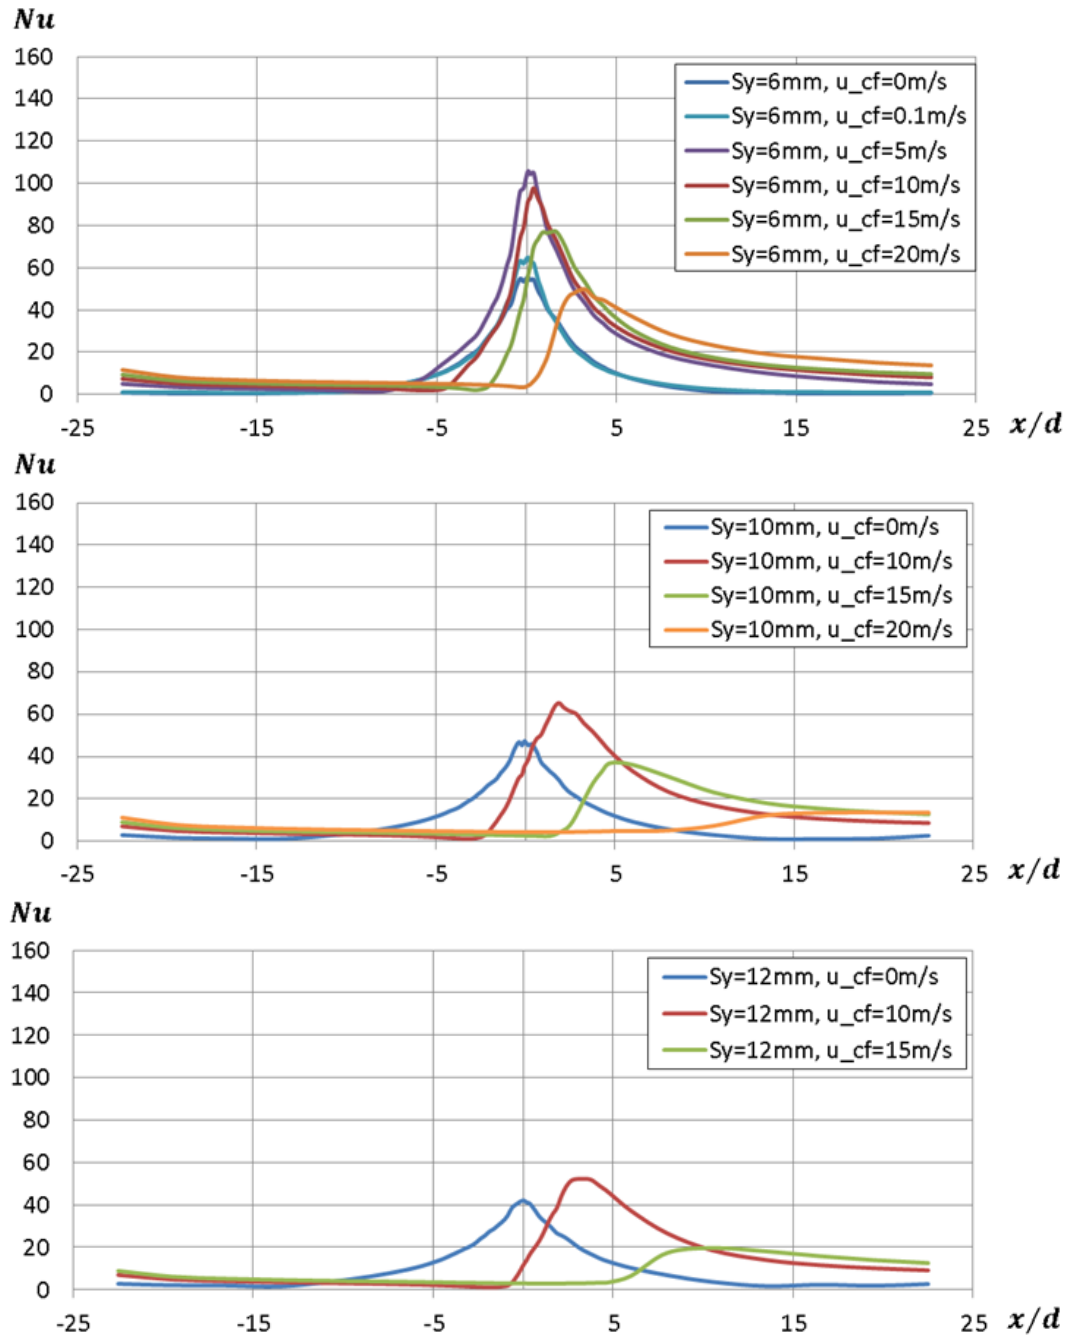 Nu
160
140
120
100
80
60
40
20
0
Sy=6mm, u_cf=0m/s
Sy=6mm, u_cf=0.1m/s
Sy=6mm, u_cf=5m/s
Sy=6mm, u_cf=10m/s
Sy=6mm, u_cf=15m/s
Sy=6mm, u_cf=20m/s
-25 -15 -5 5 15 25 x/d
Nu
160
140
120
100
80
60
40
20
0
Sy=10mm, u_cf=0m/s
Sy=10mm, u_cf=10m/s
Sy=10mm, u_cf=15m/s
Sy=10mm, u_cf=20m/s
-25 -15 -5 5 15 25 x/d
Nu
160
140
120
100
80
60
40
20
0
Sy=12mm, u_cf=0m/s
Sy=12mm, u_cf=10m/s
Sy=12mm, u_cf=15m/s
-25 -15 -5 5 15 25 x/d